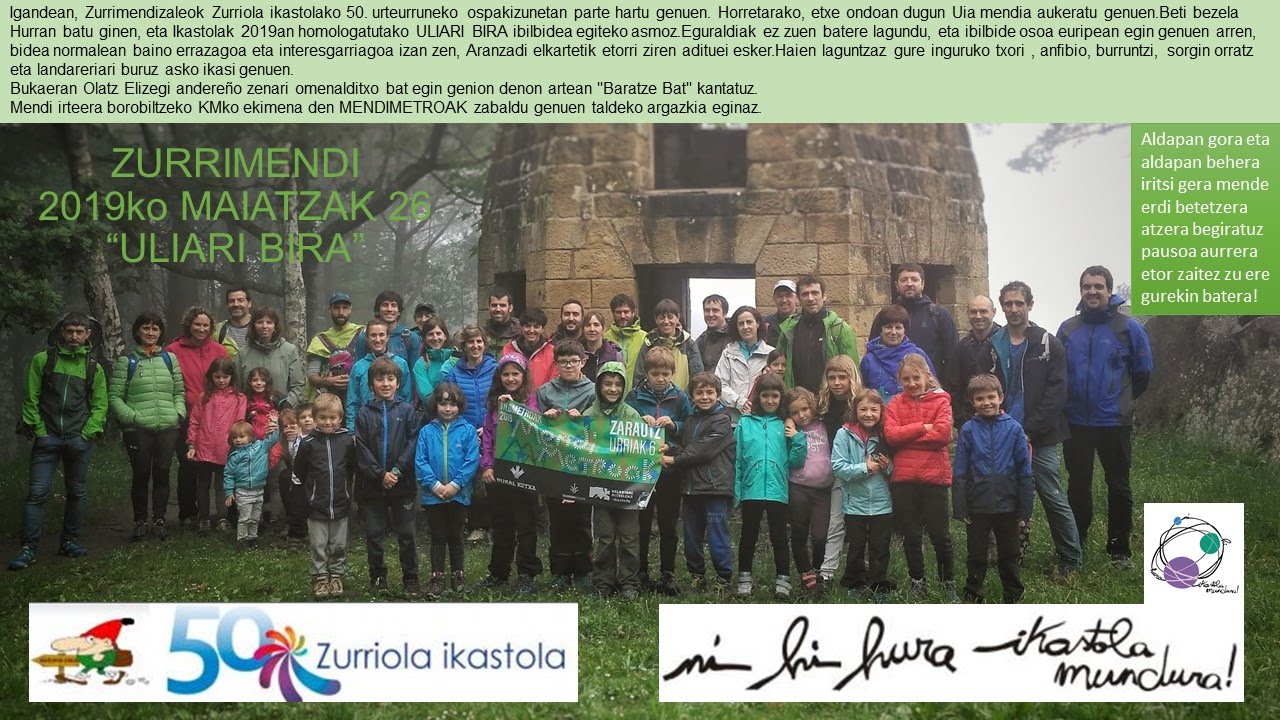 Igandean, Zurrimendizaleok Zurriola ikastolako 50. urteurruneko ospakizunetan parte hartu genuen. Horretarako, etxe ondoan dugun Uia mendia aukeratu genuen.Beti bezela
Hurran batu ginen, eta Ikastolak 2019an homologatutako ULIARI BIRA ibilbidea egiteko asmoz.Eguraldiak ez zuen batere lagundu, eta ibilbide osoa euripean egin genuen arren,
bidea normalean baino errazagoa eta interesgarriagoa izan zen, Aranzadi elkartetik etorri ziren adituei esker.Haien laguntzaz gure inguruko txori , anfibio, burruntzi, sorgin orratz
eta landareriari buruz asko ikasi genuen.
Bukaeran Olatz Elizegi andereño zenari omenalditxo bat egin genion denon artean "Baratze Bat" kantatuz.
Mendi irteera borobiltzeko KMko ekimena den MENDIMETROAK zabaldu genuen taldeko argazkia eginaz.
ZURRIMENDI
2019ko MAIATZAK 26
“ULIARI BIRA”
Aldapan gora eta
aldapan behera
iritsi gera mende
erdi betetzera
atzera begiratuz
pausoa aurrera
etor zaitez zu ere
gurekin batera!
ZARAUTZ
URRIAK 6
RURAL KUTXA
ikastola
mundura!
50 Zurriola ikastola
ni hi hura ikastola
mundura!